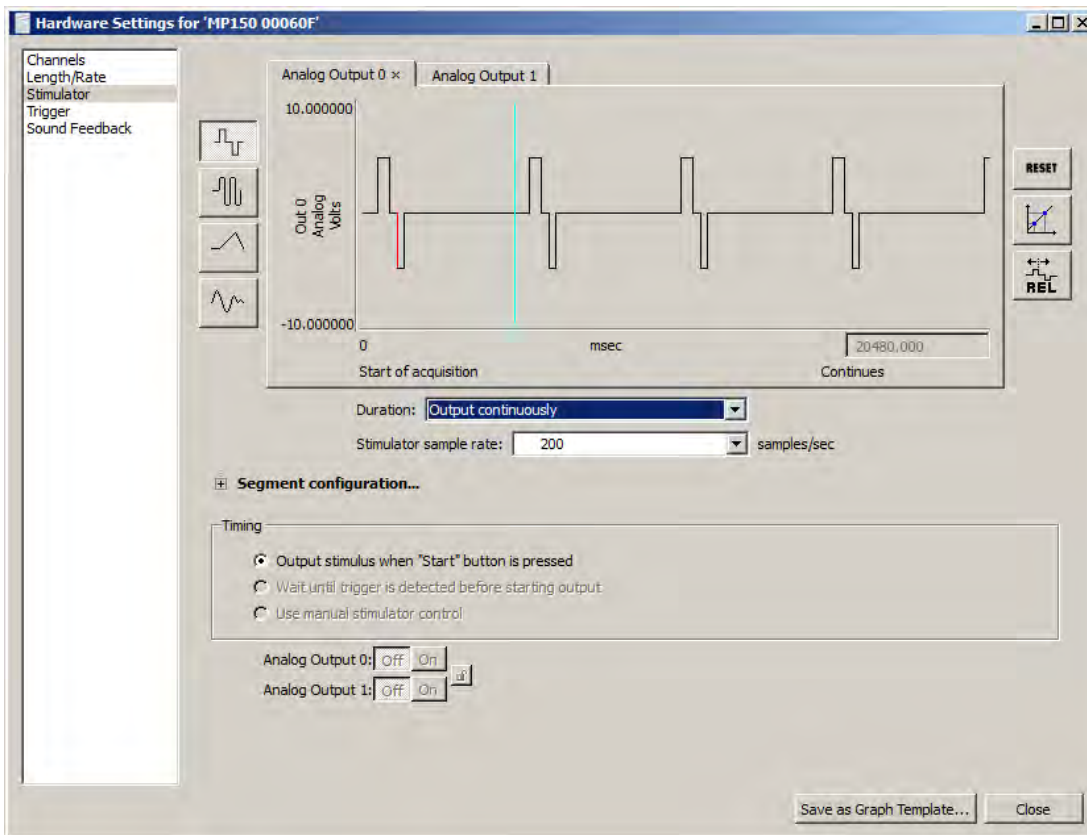 Hardware Settings for 'MP150 00060F'
Channels
Length/Rate
Stimulator
Trigger
Sound Feedback
Analog Output 0 ×
Analog Output 1
10.000000
Out 0
Analog
Volts
-10.000000
0
msec
20480.000
Start of acquisition
Continues
RESET
REL
Duration: Output continuously
Stimulator sample rate: 200 samples/sec
Segment configuration...
Timing
Output stimulus when "Start" button is pressed
Wait until trigger is detected before starting output
Use manual stimulator control
Analog Output 0: Off On
Analog Output 1: Off On
Save as Graph Template...
Close